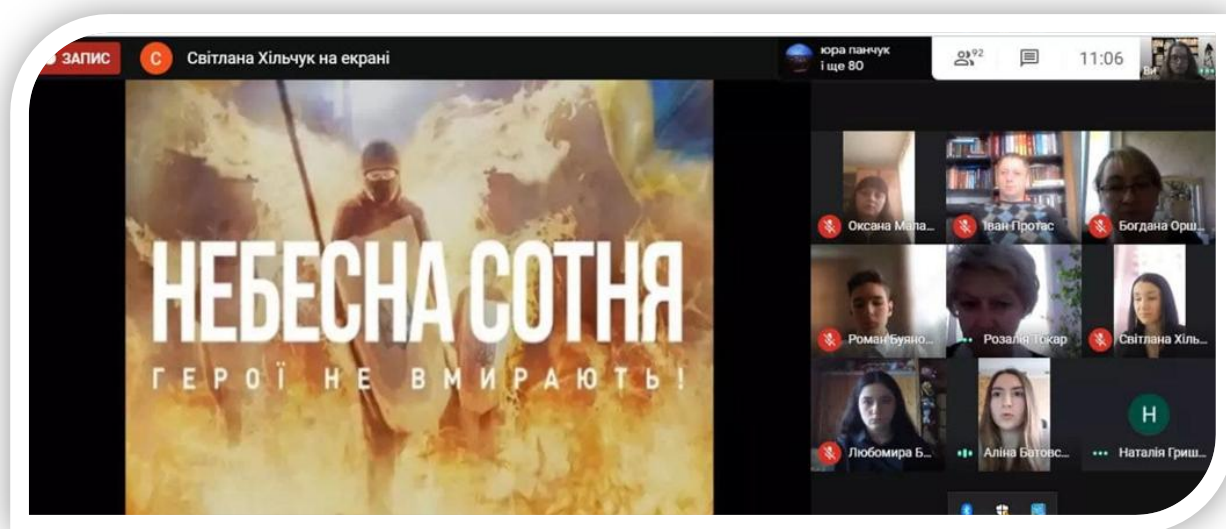 ЗАПИС
С
Світлана Хільчук на екрані
юра панчук
і ще 80
92
11:06
Ви
НЕБЕСНА СОТНЯ
ГЕРОЇ НЕ ВМИРАЮТЬ!
Оксана Мала...
Іван Протас
Богдана Орш...
Роман Буяно...
Розалія Токар
Світлана Хіль...
Любомира Б...
Аліна Батовс...
Н
Наталія Гриш...